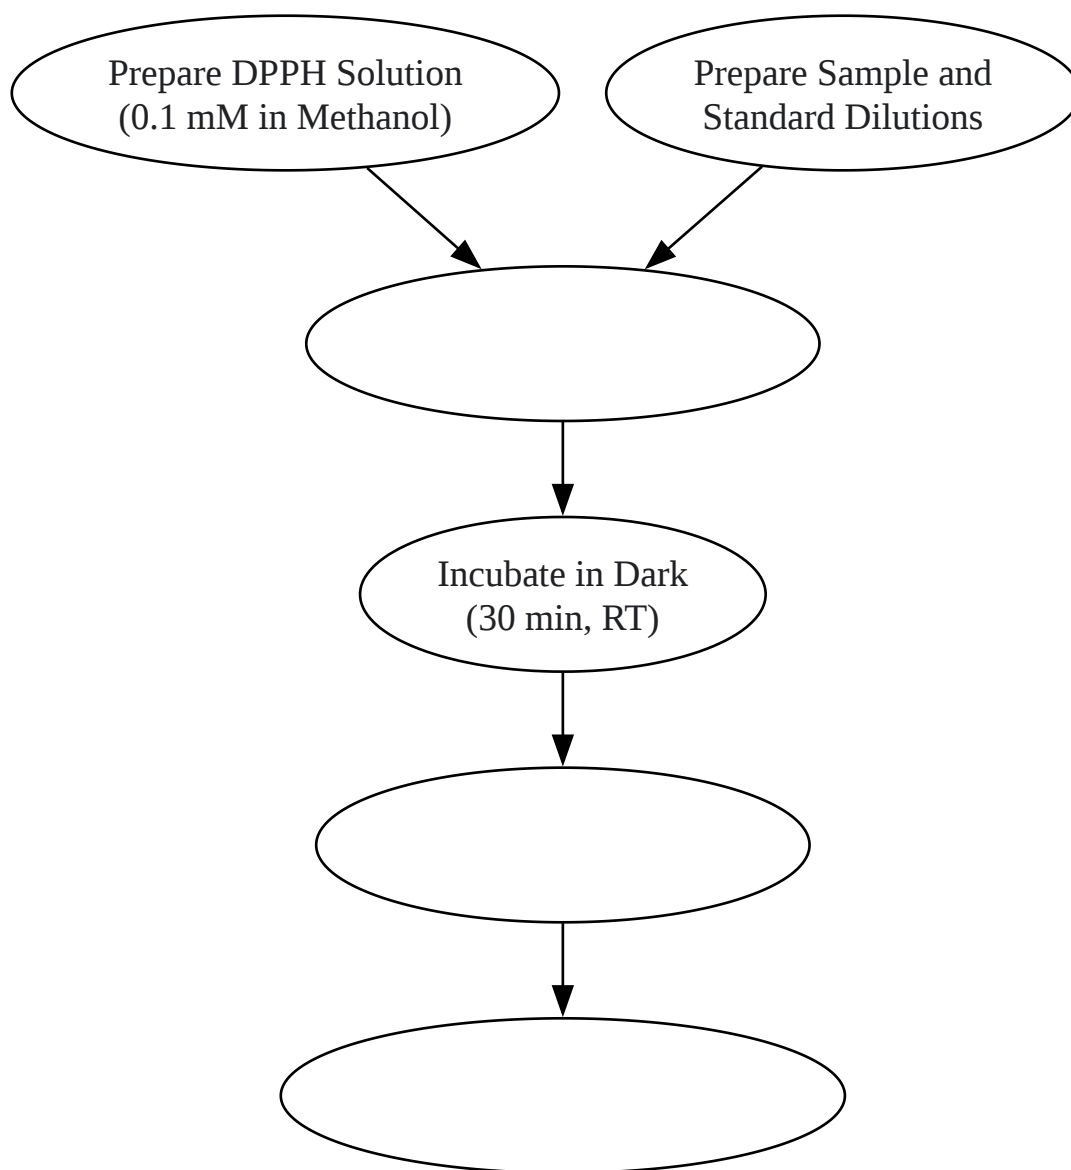 Prepare DPPH Solution
(0.1 mM in Methanol)
Prepare Sample and
Standard Dilutions
Incubate in Dark
(30 min, RT)